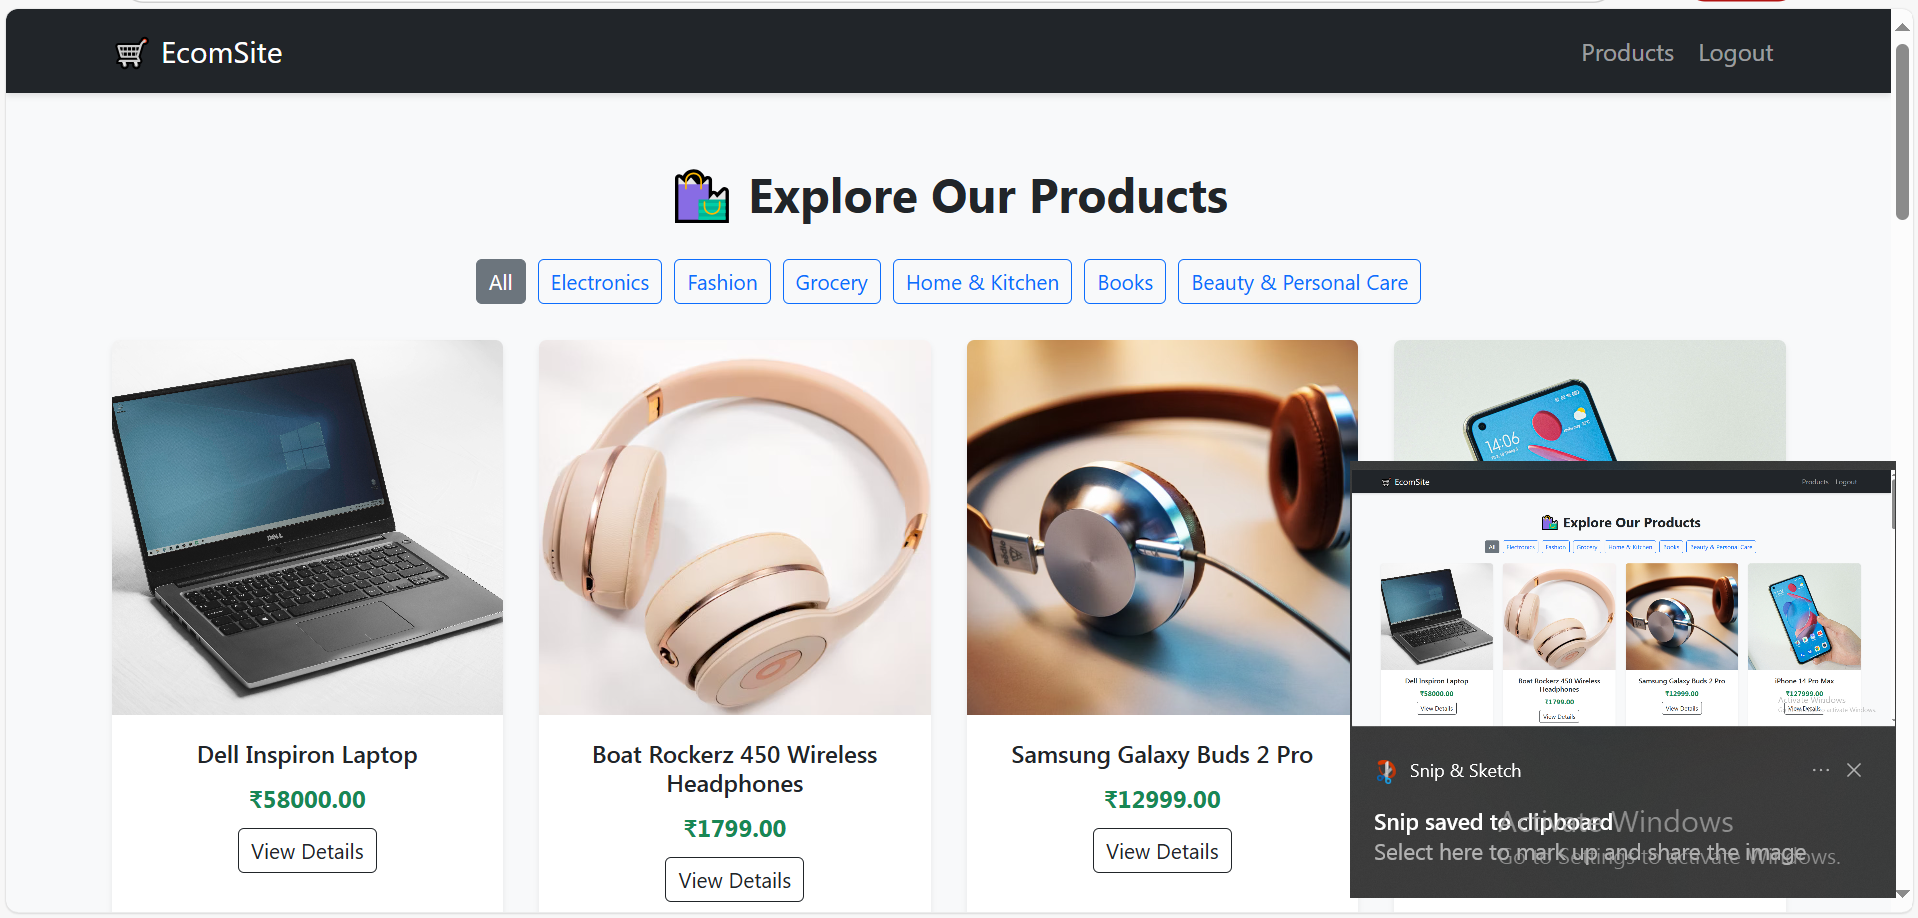 EcomSite
Products Logout
Explore Our Products
All Electronics Fashion Grocery Home & Kitchen Books Beauty & Personal Care
14:06
DELL
Dell Inspiron Laptop
₹58000.00
View Details
Boat Rockerz 450 Wireless
Headphones
₹1799.00
View Details
Samsung Galaxy Buds 2 Pro
₹12999.00
View Details
EcomSite
Products Logout
Explore Our Products
All Electronics Fashion Grocery Home & Kitchen Books Beauty & Personal Care
Dell Inspiron Laptop
₹58000.00
View Details
Boat Rockerz 450 Wireless
Headphones
₹1799.00
View Details
Samsung Galaxy Buds 2 Pro
₹12999.00
View Details
iPhone 14 Pro Max
₹127999.00
View Details
Activate Windows
Snip & Sketch
Snip saved to clipboard
Select here to mark up and share the image
Activate Windows
Go to Settings to activate Windows.